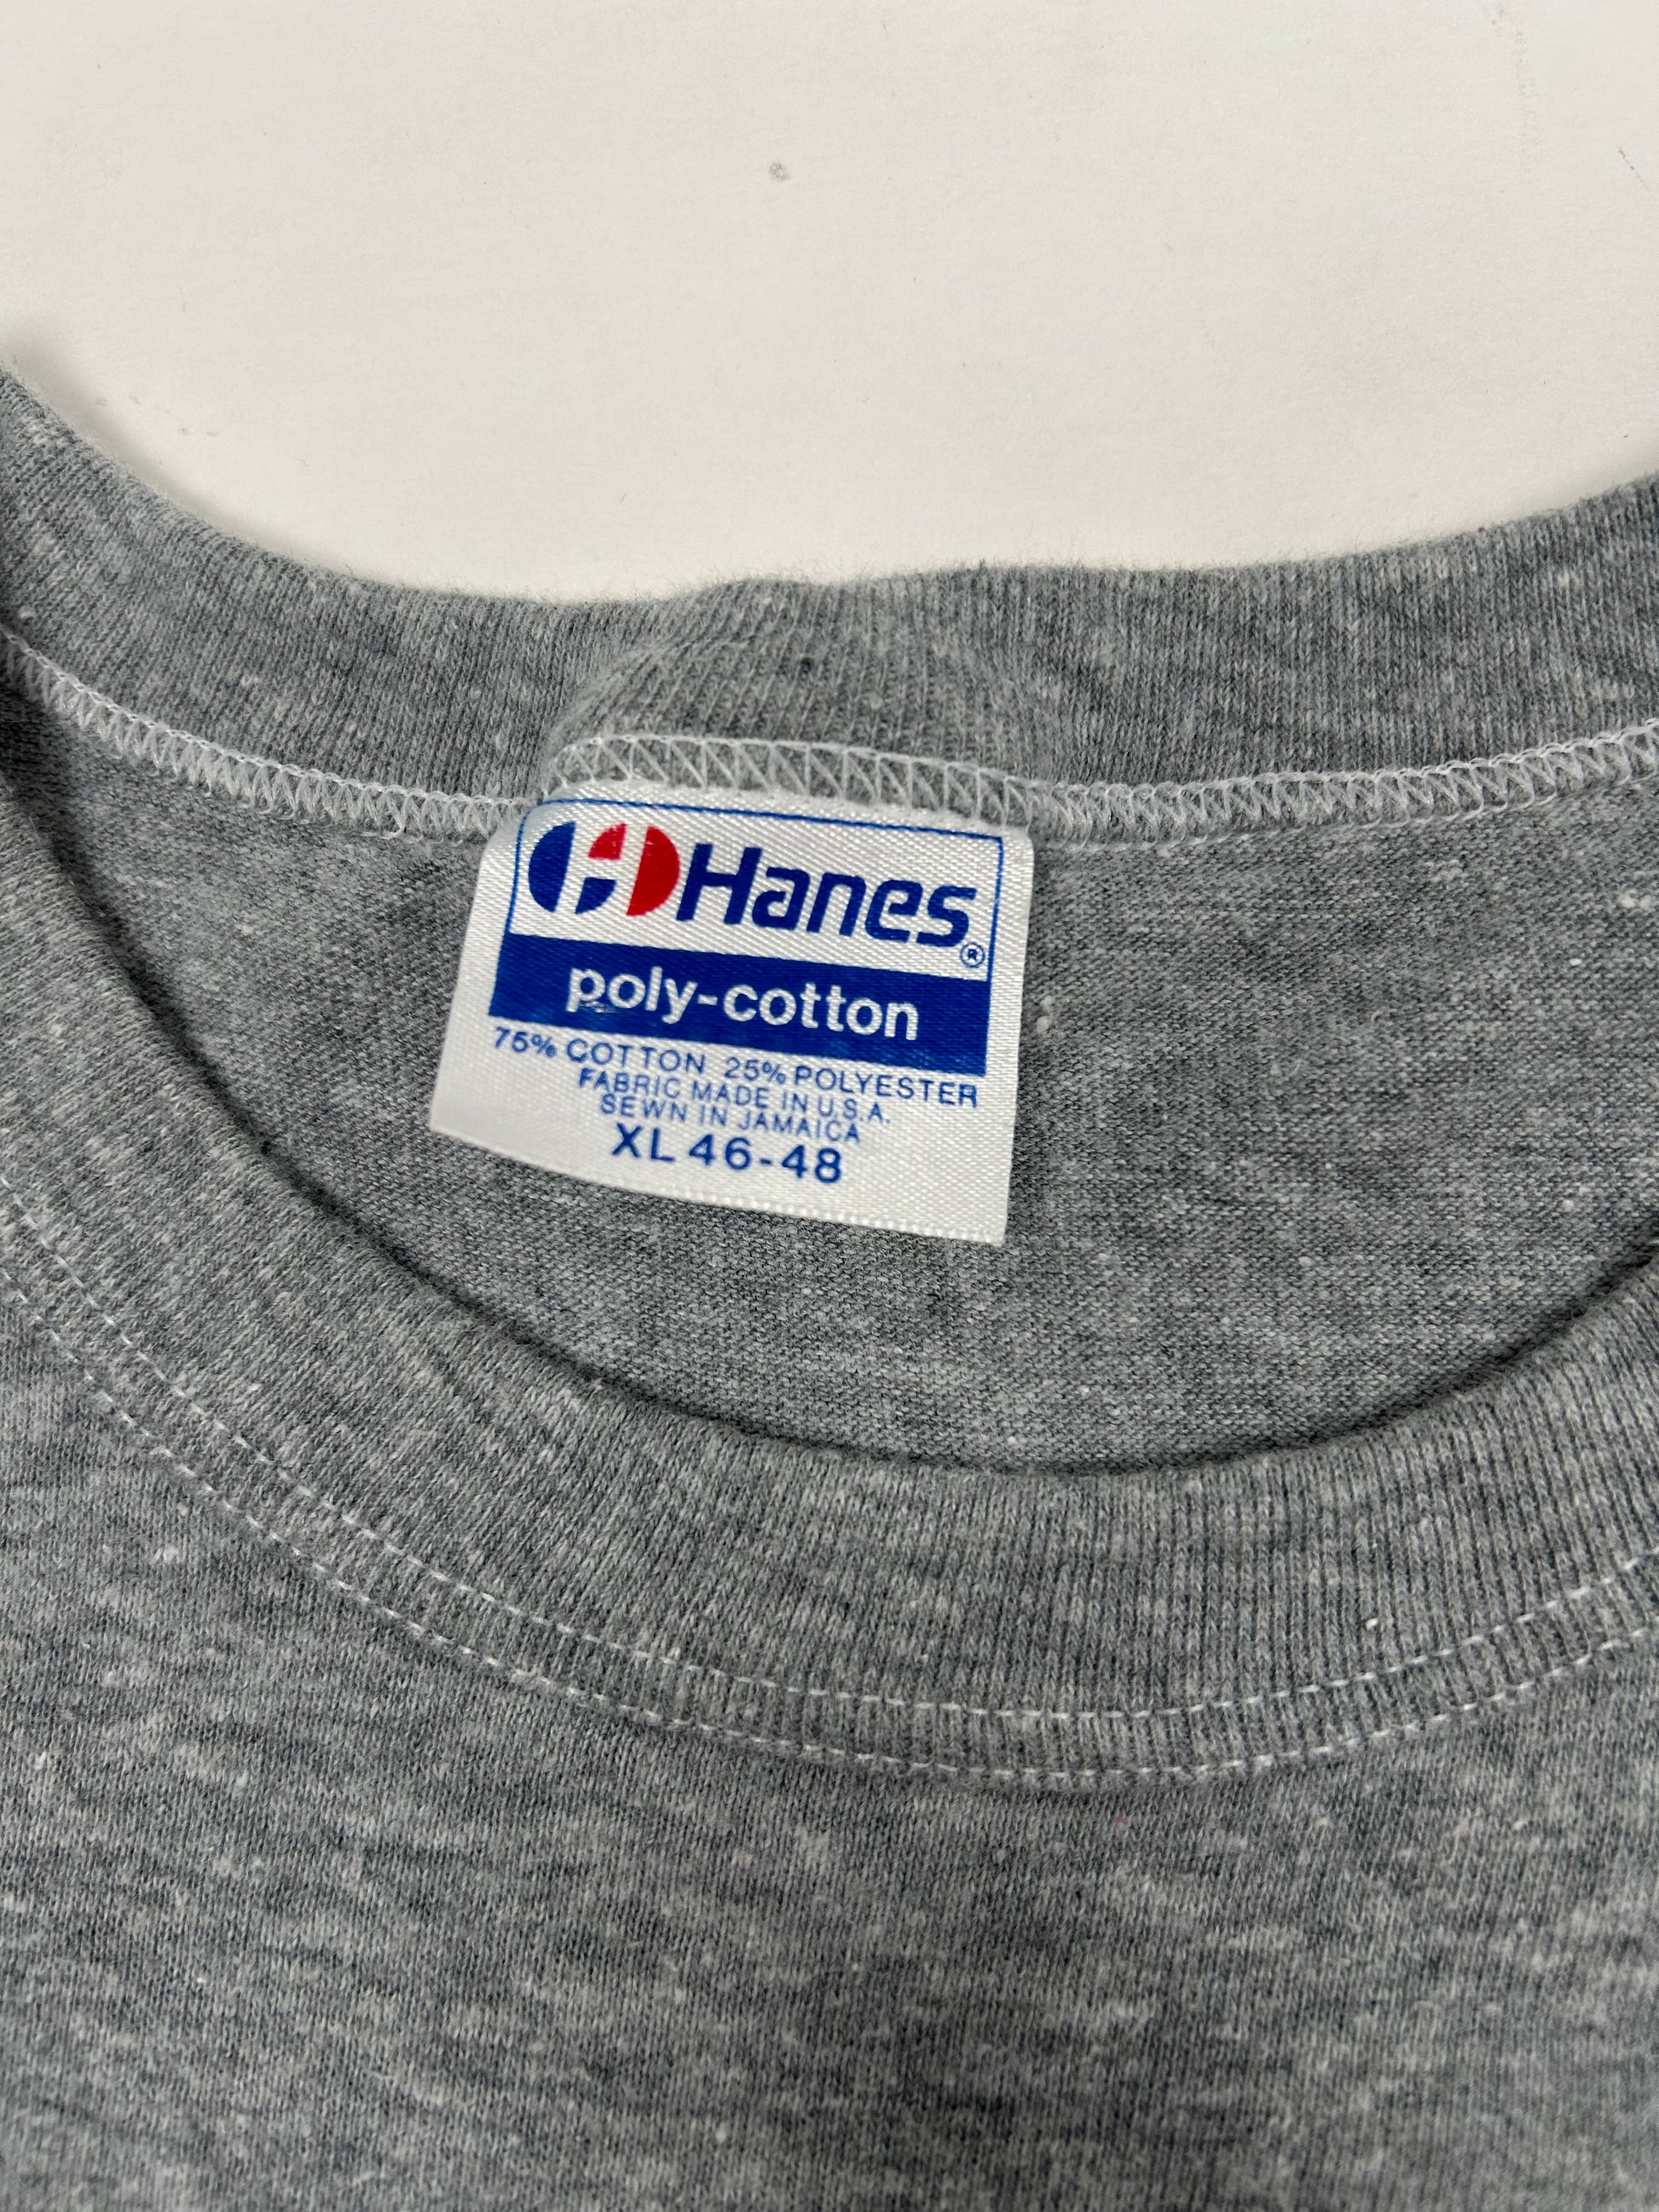 Hanes®
poly-cotton
75% COTTON 25% POLYESTER
FABRIC MADE IN U.S.A.
SEWN IN JAMAICA
XL 46-48